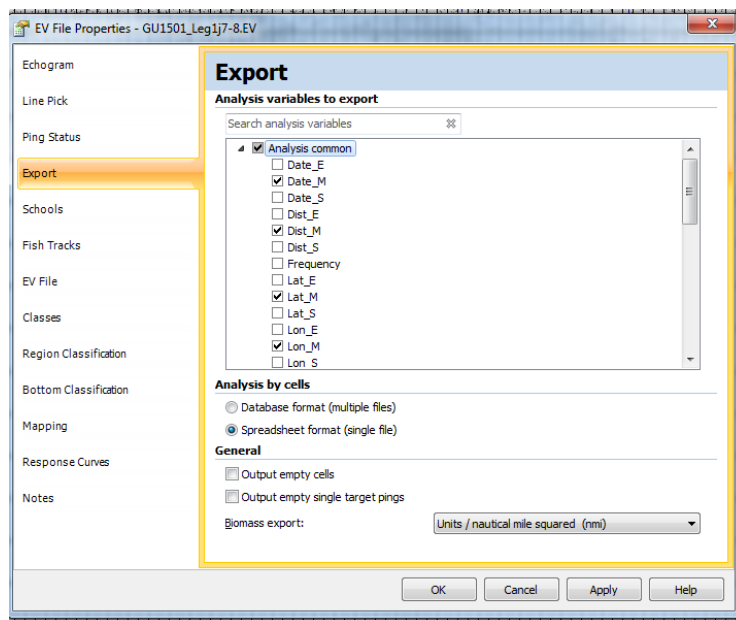 EV File Properties - GU1501_Leg1j7-8.EV
Echogram
Line Pick
Ping Status
Export
Schools
Fish Tracks
EV File
Classes
Region Classification
Bottom Classification
Mapping
Response Curves
Notes
Export
Analysis variables to export
Search analysis variables
Analysis common
Date_E
Date_M
Date_S
Dist_E
Dist_M
Dist_S
Frequency
Lat_E
Lat_M
Lat_S
Lon_E
Lon_M
Lon_S
Analysis by cells
Database format (multiple files)
Spreadsheet format (single file)
General
Output empty cells
Output empty single target pings
Biomass export: Units / nautical mile squared (nmi)
OK Cancel Apply Help